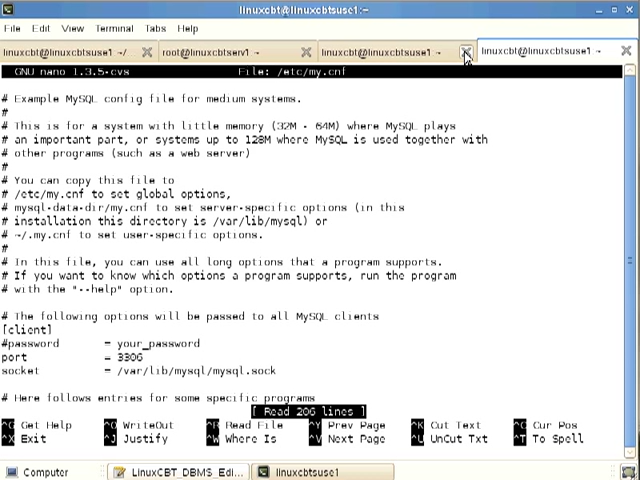 linuxcbt@linuxcbtsuse1:~
File Edit View Terminal Tabs Help
linuxcbt@linuxcbtsuse1 ~/ root@linuxcbtserv1 ~ linuxcbt@linuxcbtsuse1 ~ linuxcbt@linuxcbtsuse1 ~
GNU nano 1.3.5-cvs File: /etc/my.cnf
# Example MySQL config file for medium systems.
#
# This is for a system with little memory (32M - 64M) where MySQL plays
# an important part, or systems up to 128M where MySQL is used together with
# other programs (such as a web server)
#
# You can copy this file to
# /etc/my.cnf to set global options,
# mysql-data-dir/my.cnf to set server-specific options (in this
# installation this directory is /var/lib/mysql) or
# ~/.my.cnf to set user-specific options.
#
# In this file, you can use all long options that a program supports.
# If you want to know which options a program supports, run the program
# with the "--help" option.
# The following options will be passed to all MySQL clients
[client]
#password = your_password
port = 3306
socket = /var/lib/mysql/mysql.sock
# Here follows entries for some specific programs
[ Read 206 lines ]
^G Get Help ^O WriteOut ^R Read File ^Y Prev Page ^K Cut Text ^C Cur Pos
^X Exit ^J Justify ^W Where Is ^V Next Page ^U UnCut Txt ^T To Spell
Computer LinuxCBT_DBMS_Edi... linuxcbtsuse1